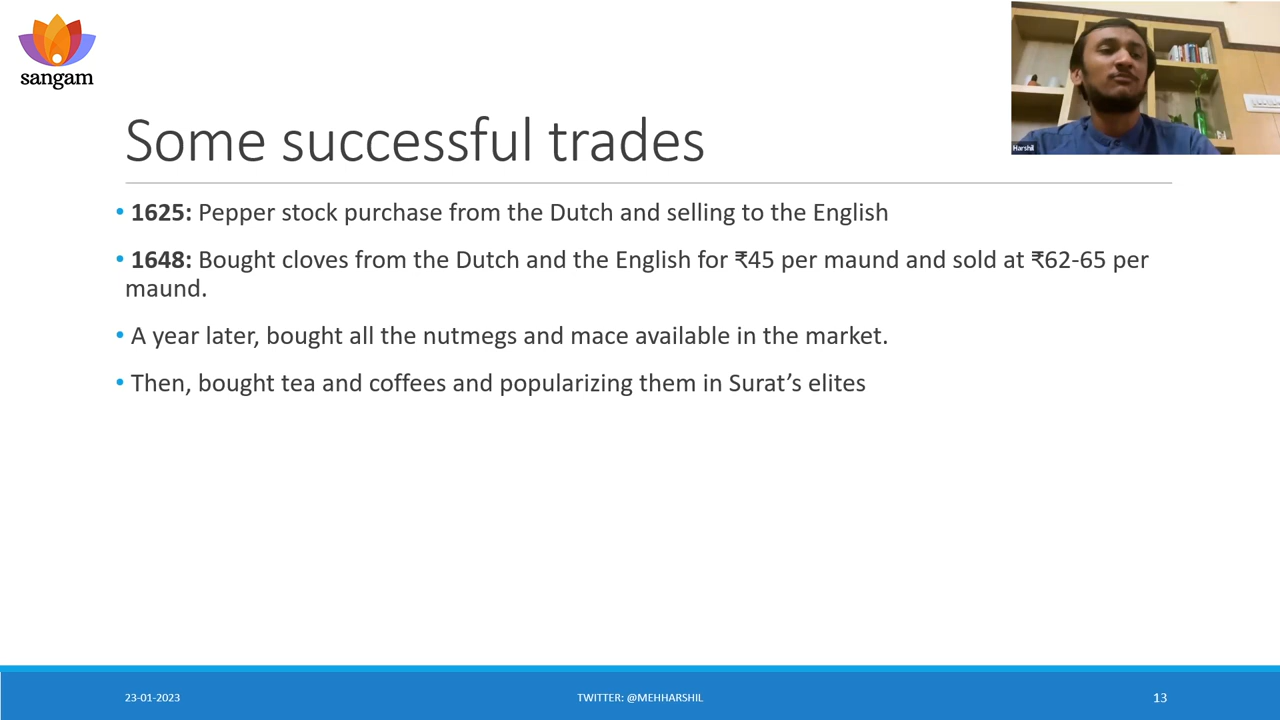 sangam
Harshil
Some successful trades
• 1625: Pepper stock purchase from the Dutch and selling to the English
• 1648: Bought cloves from the Dutch and the English for ₹45 per maund and sold at ₹62-65 per
maund.
• A year later, bought all the nutmegs and mace available in the market.
• Then, bought tea and coffees and popularizing them in Surat’s elites
23-01-2023
TWITTER: @MEHHARSHIL
13